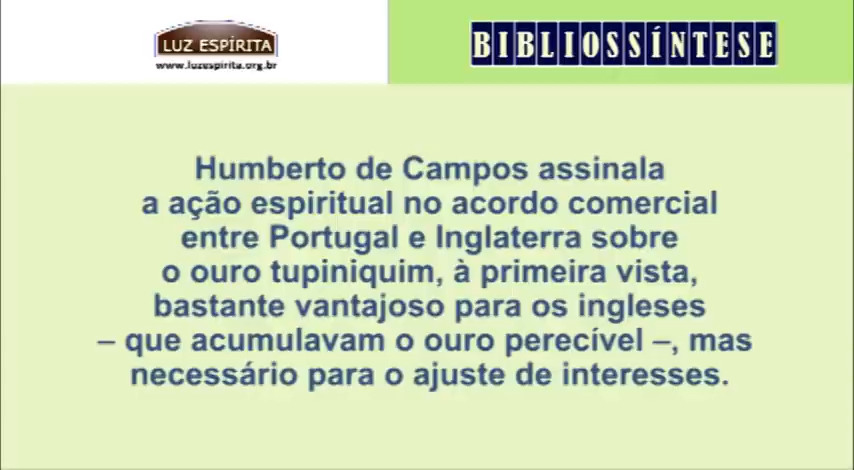 LUZ ESPÍRITA
www.luzespirita.org.br
BIBLIOSSÍNTESE
Humberto de Campos assinala
a ação espiritual no acordo comercial
entre Portugal e Inglaterra sobre
o ouro tupiniquim, à primeira vista,
bastante vantajoso para os ingleses
– que acumulavam o ouro perecível –, mas
necessário para o ajuste de interesses.